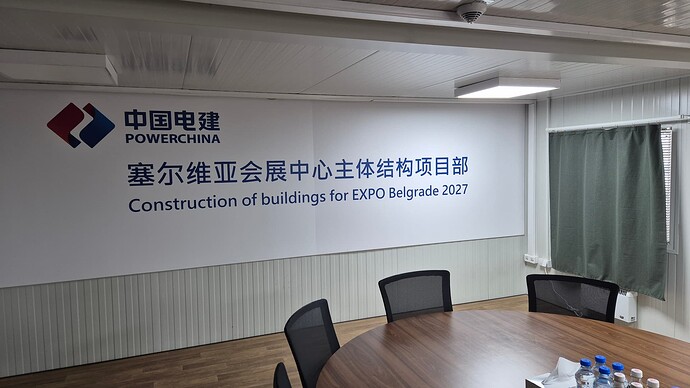 中国电建
POWERCHINA
塞尔维亚会展中心主体结构项目部
Construction of buildings for EXPO Belgrade 2027